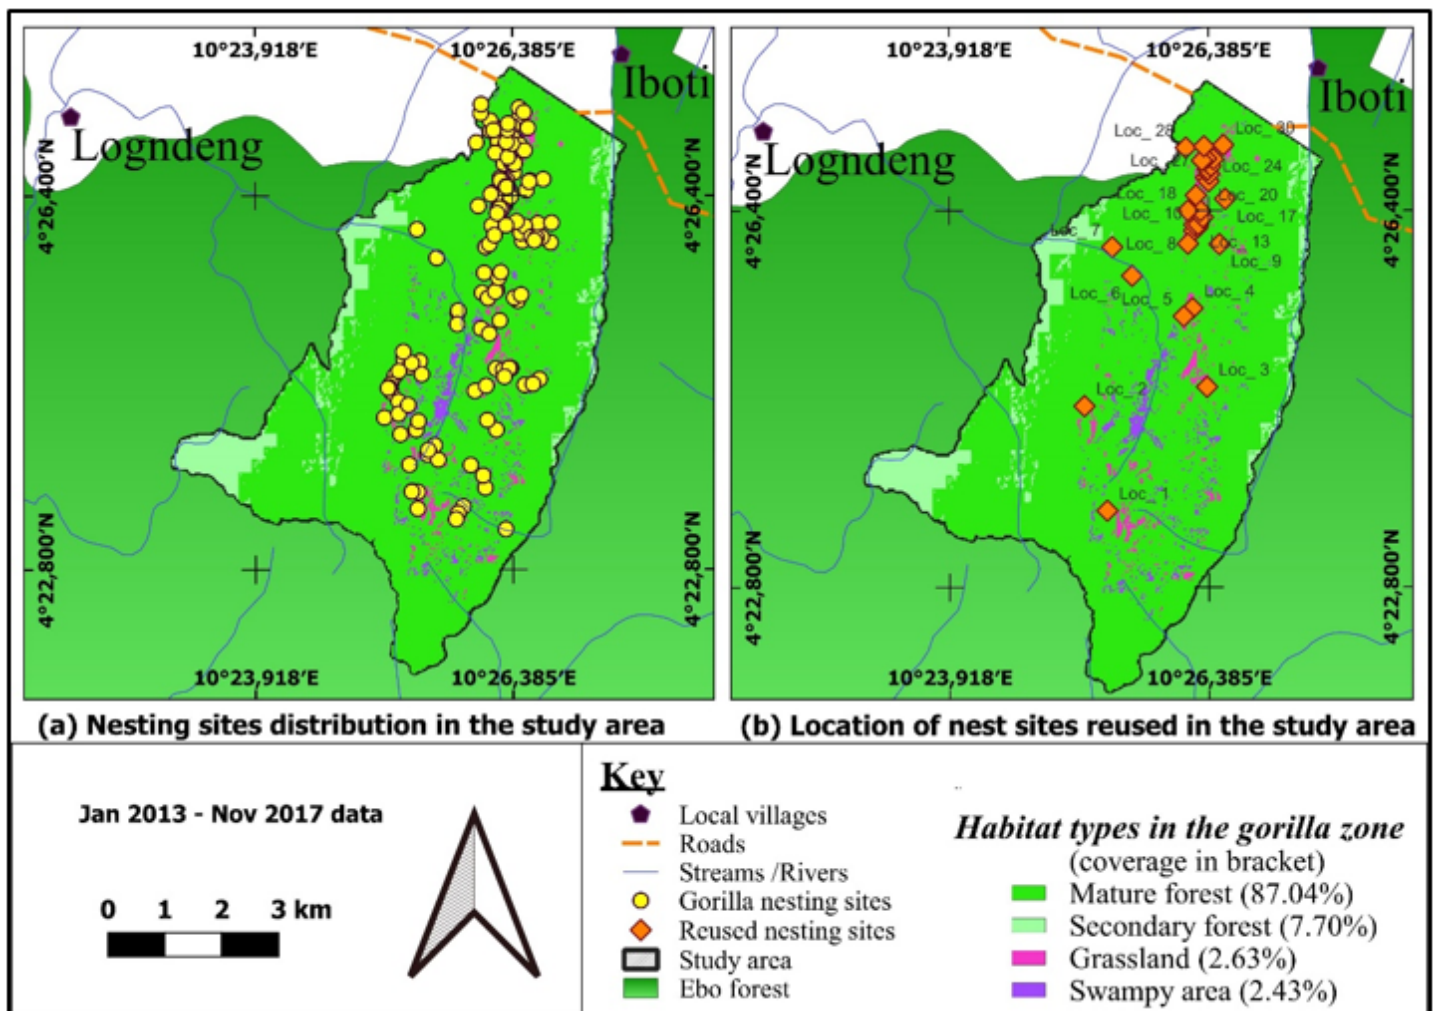 10°23,918'E 10°26,385'E
Iboti
Logndeng
4°26,400'N 4°26,400'N
4°22,800'N 4°22,800'N
10°23,918'E 10°26,385'E
(a) Nesting sites distribution in the study area
10°23,918'E 10°26,385'E
Iboti
Logndeng
Loc_ 28
Loc_ 24
Loc_ 18 Loc_ 20
Loc_ 10 Loc_ 17
Loc_ 7 Loc_ 8 Loc_ 13
Loc_ 9
Loc_ 6 Loc_ 5 Loc_ 4
Loc_ 3
Loc_ 2
Loc_ 1
4°26,400'N 4°26,400'N
4°22,800'N 4°22,800'N
10°23,918'E 10°26,385'E
(b) Location of nest sites reused in the study area
Jan 2013 - Nov 2017 data
0 1 2 3 km
Key
Local villages
Roads
Streams /Rivers
Gorilla nesting sites
Reused nesting sites
Study area
Ebo forest
Habitat types in the gorilla zone
(coverage in bracket)
Mature forest (87.04%)
Secondary forest (7.70%)
Grassland (2.63%)
Swampy area (2.43%)